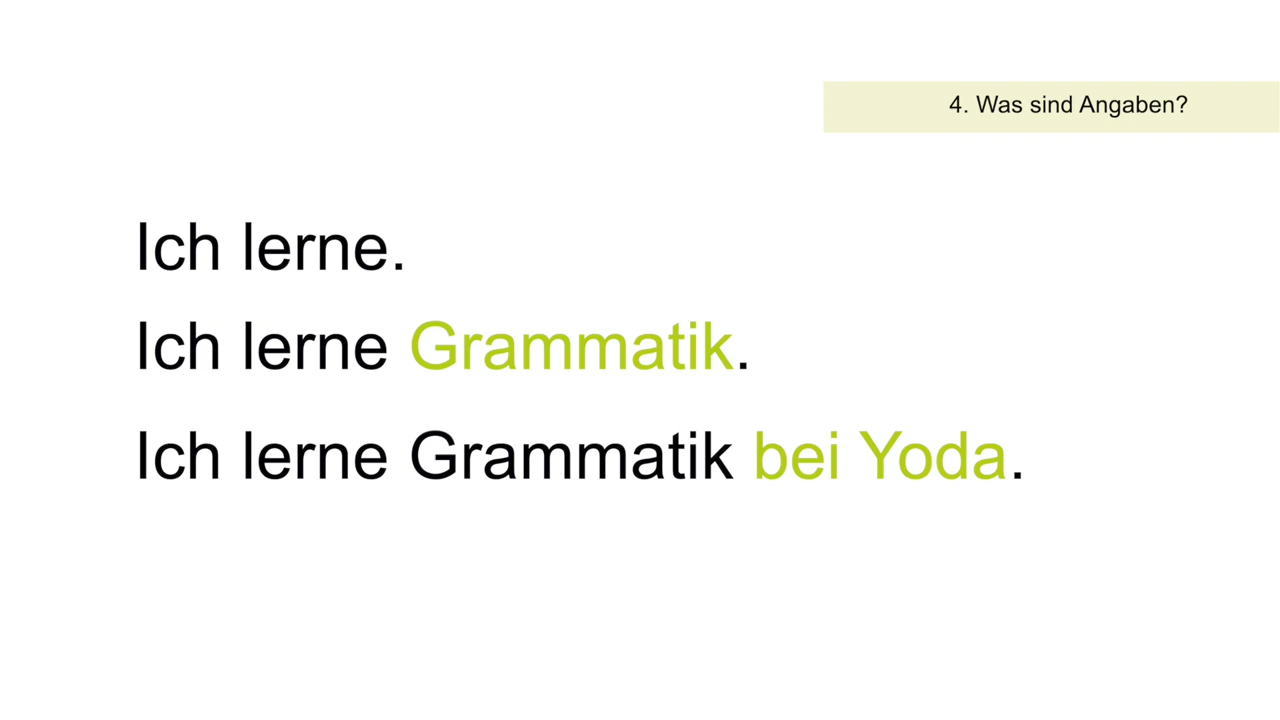 4. Was sind Angaben?
Ich lerne.
Ich lerne Grammatik.
Ich lerne Grammatik bei Yoda.